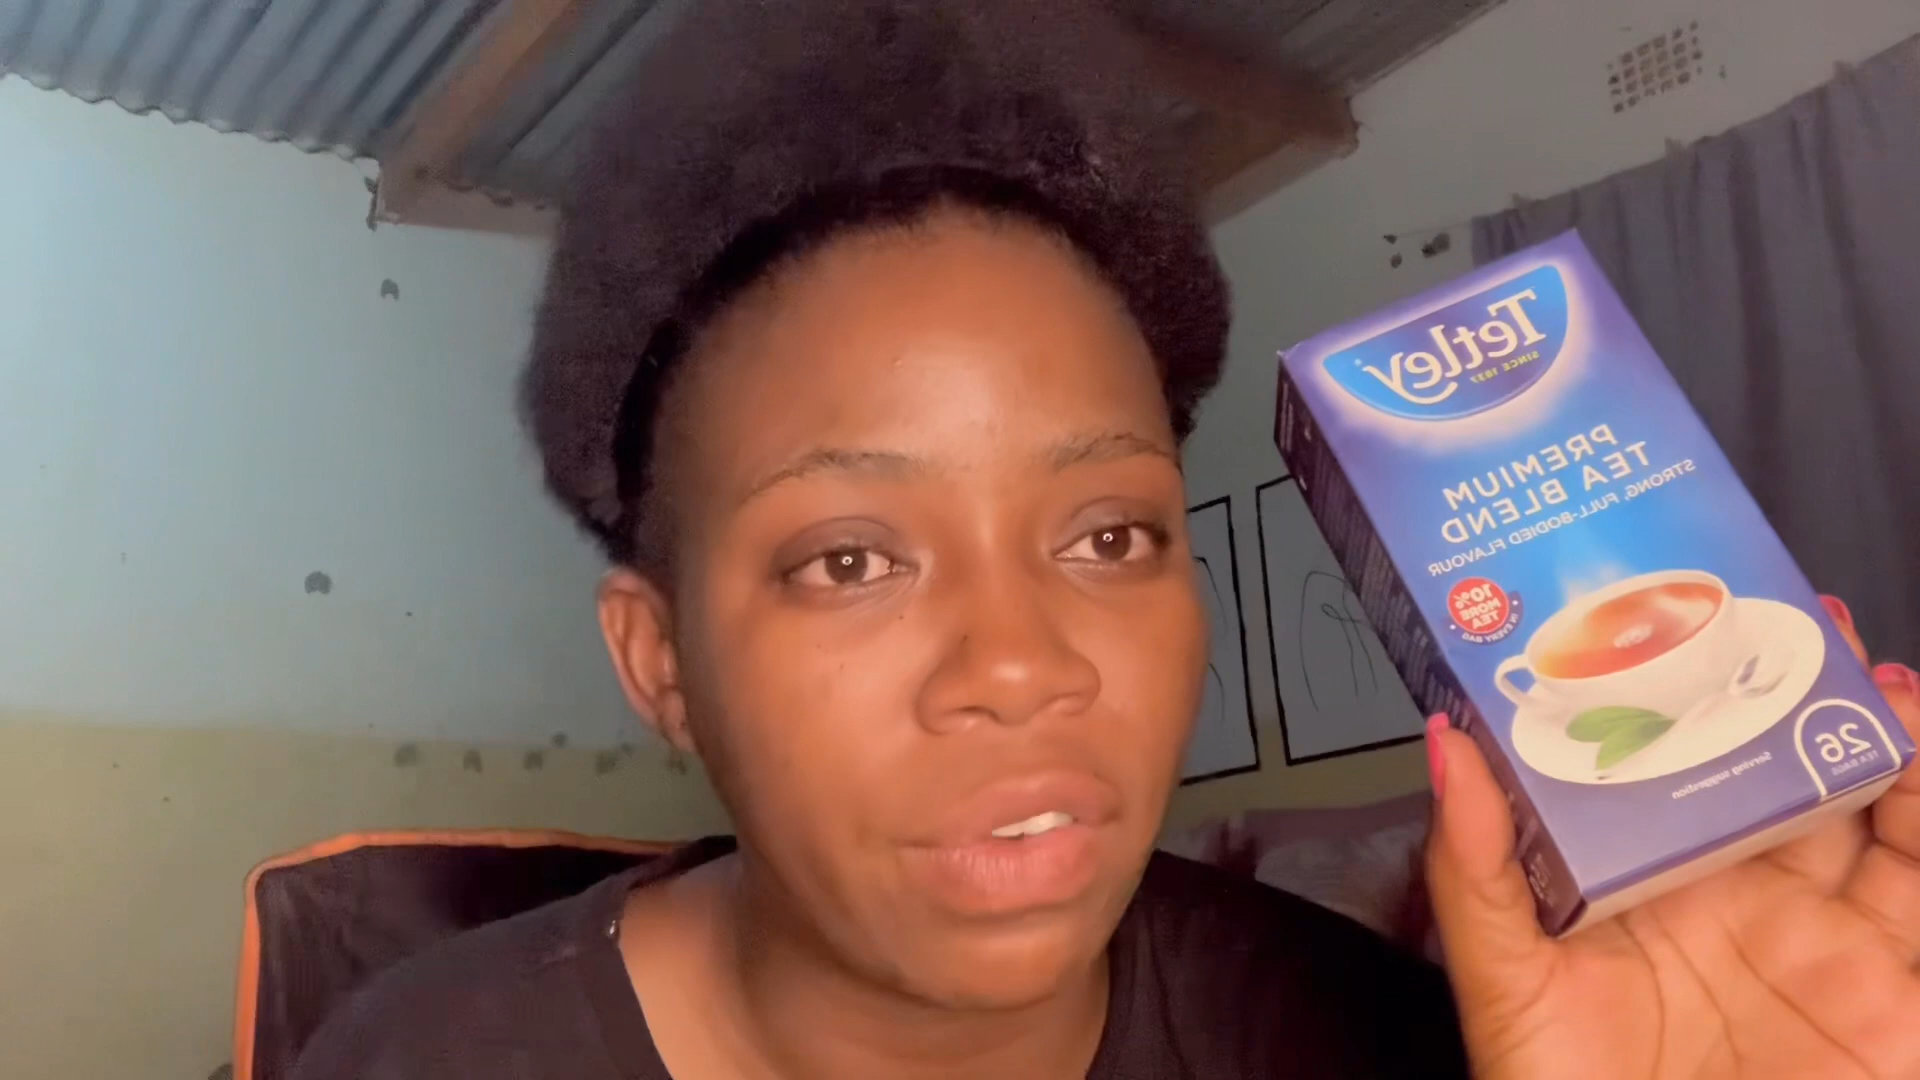 Tetley
SINCE 1837
PREMIUM
TEA BLEND
STRONG, FULL-BODIED FLAVOUR
10%
MORE
TEA
IN EVERY BAG
26
TEA BAGS
Serving suggestion